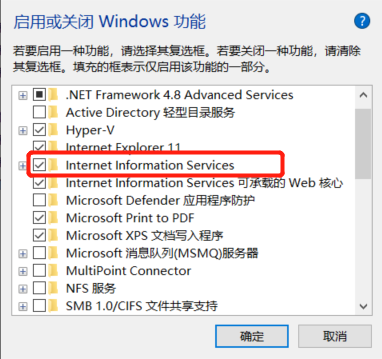 启用或关闭 Windows 功能
若要启用一种功能，请选择其复选框。若要关闭一种功能，请清除
其复选框。填充的框表示仅启用该功能的一部分。
.NET Framework 4.8 Advanced Services
Active Directory 轻型目录服务
Hyper-V
Internet Explorer 11
Internet Information Services
Internet Information Services 可承载的 Web 核心
Microsoft Defender 应用程序防护
Microsoft Print to PDF
Microsoft XPS 文档写入程序
Microsoft 消息队列(MSMQ)服务器
MultiPoint Connector
NFS 服务
SMB 1.0/CIFS 文件共享支持
确定
取消